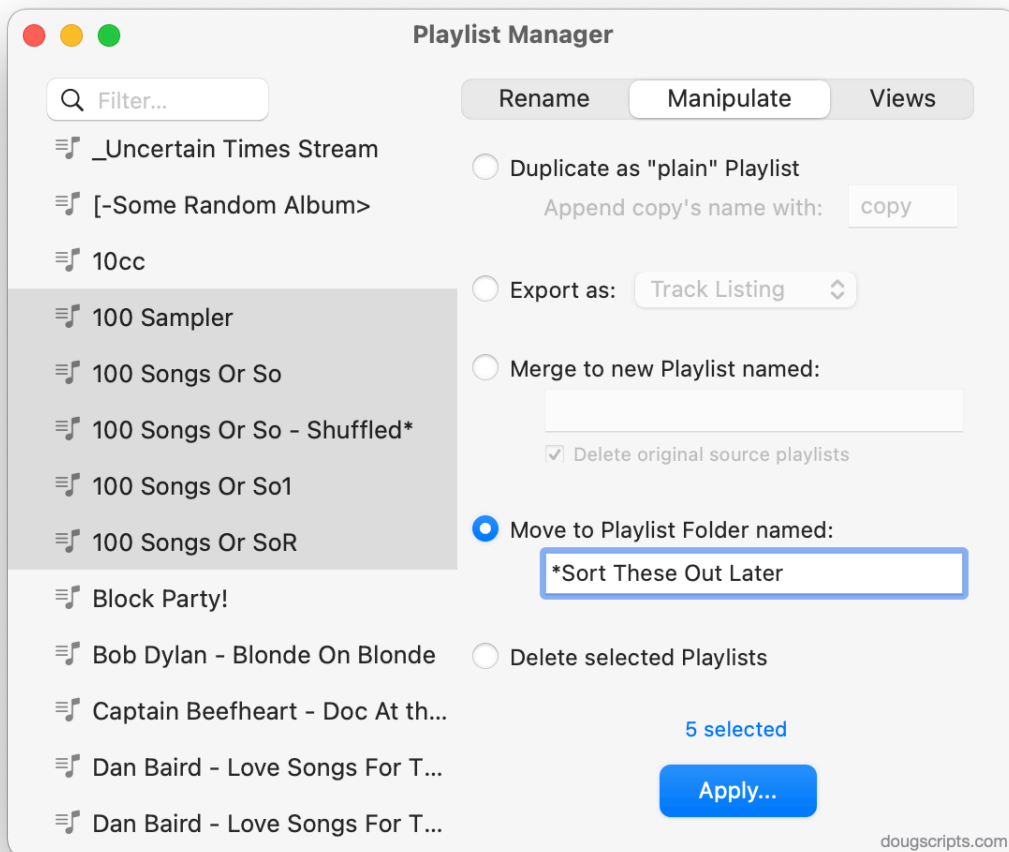 Playlist Manager
Filter...
_Uncertain Times Stream
[-Some Random Album>
10cc
100 Sampler
100 Songs Or So
100 Songs Or So - Shuffled*
100 Songs Or So1
100 Songs Or SoR
Block Party!
Bob Dylan - Blonde On Blonde
Captain Beefheart - Doc At th...
Dan Baird - Love Songs For T...
Dan Baird - Love Songs For T...
Rename Manipulate Views
Duplicate as "plain" Playlist
Append copy's name with: copy
Export as: Track Listing
Merge to new Playlist named:
Delete original source playlists
Move to Playlist Folder named:
*Sort These Out Later
Delete selected Playlists
5 selected
Apply...
dougscripts.com